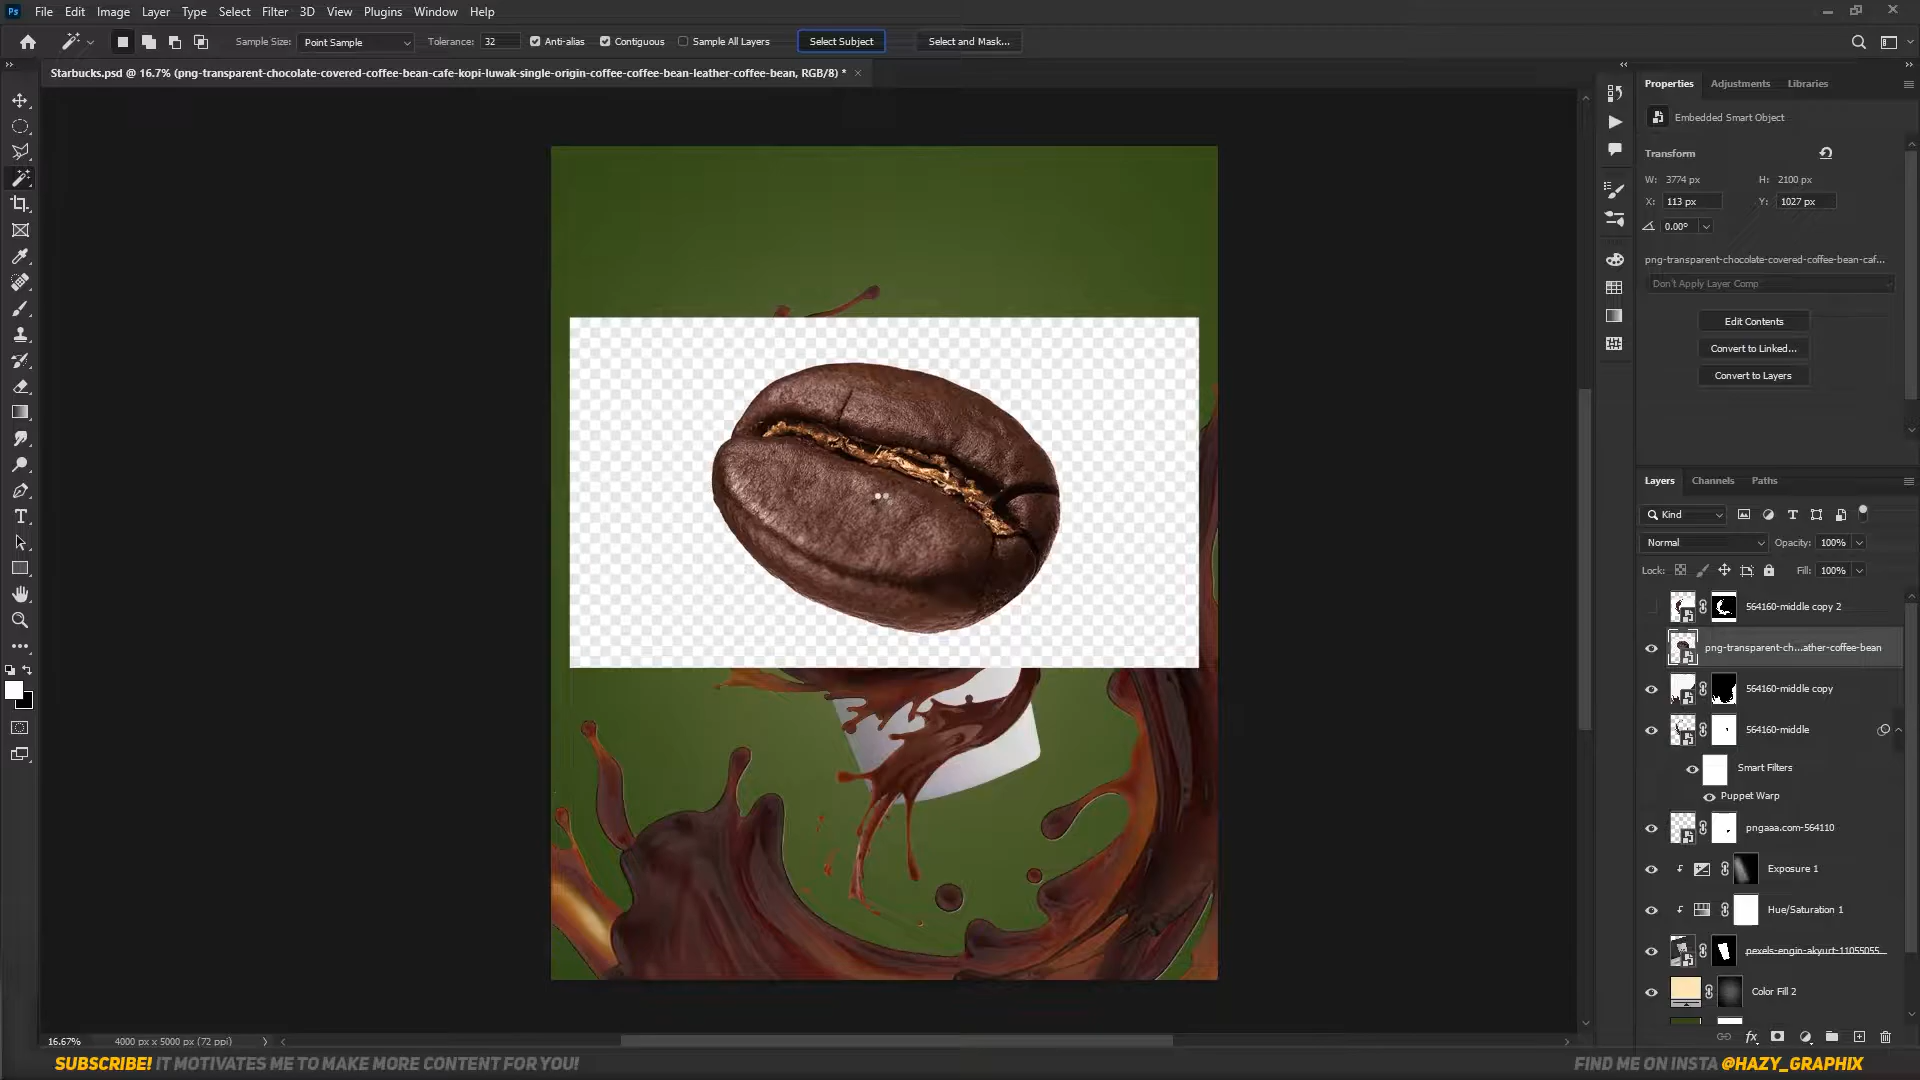 Ps File Edit Image Layer Type Select Filter 3D View Plugins Window Help
Sample Size: Point Sample Tolerance: 32 Anti-alias Contiguous Sample All Layers Select Subject Select and Mask...
Starbucks.psd @ 16.7% (png-transparent-chocolate-covered-coffee-bean-cafe-kopi-luwak-single-origin-coffee-coffee-bean-leather-coffee-bean, RGB/8) *
Properties Adjustments Libraries
Embedded Smart Object
Transform
W: 3774 px H: 2100 px
X: 113 px Y: 1027 px
0.00°
png-transparent-chocolate-covered-coffee-bean-caf...
Don't Apply Layer Comp
Edit Contents
Convert to Linked...
Convert to Layers
Layers Channels Paths
Kind
Normal Opacity: 100%
Lock: Fill: 100%
564160-middle copy 2
png-transparent-ch...ather-coffee-bean
564160-middle copy
564160-middle
Smart Filters
Puppet Warp
pngaaa.com-564110
Exposure 1
Hue/Saturation 1
pexels-engin-akyurt-11055055...
Color Fill 2
16.67% 4000 px x 5000 px (72 ppi)
SUBSCRIBE! IT MOTIVATES ME TO MAKE MORE CONTENT FOR YOU!
FIND ME ON INSTA @HAZY_GRAPHIX